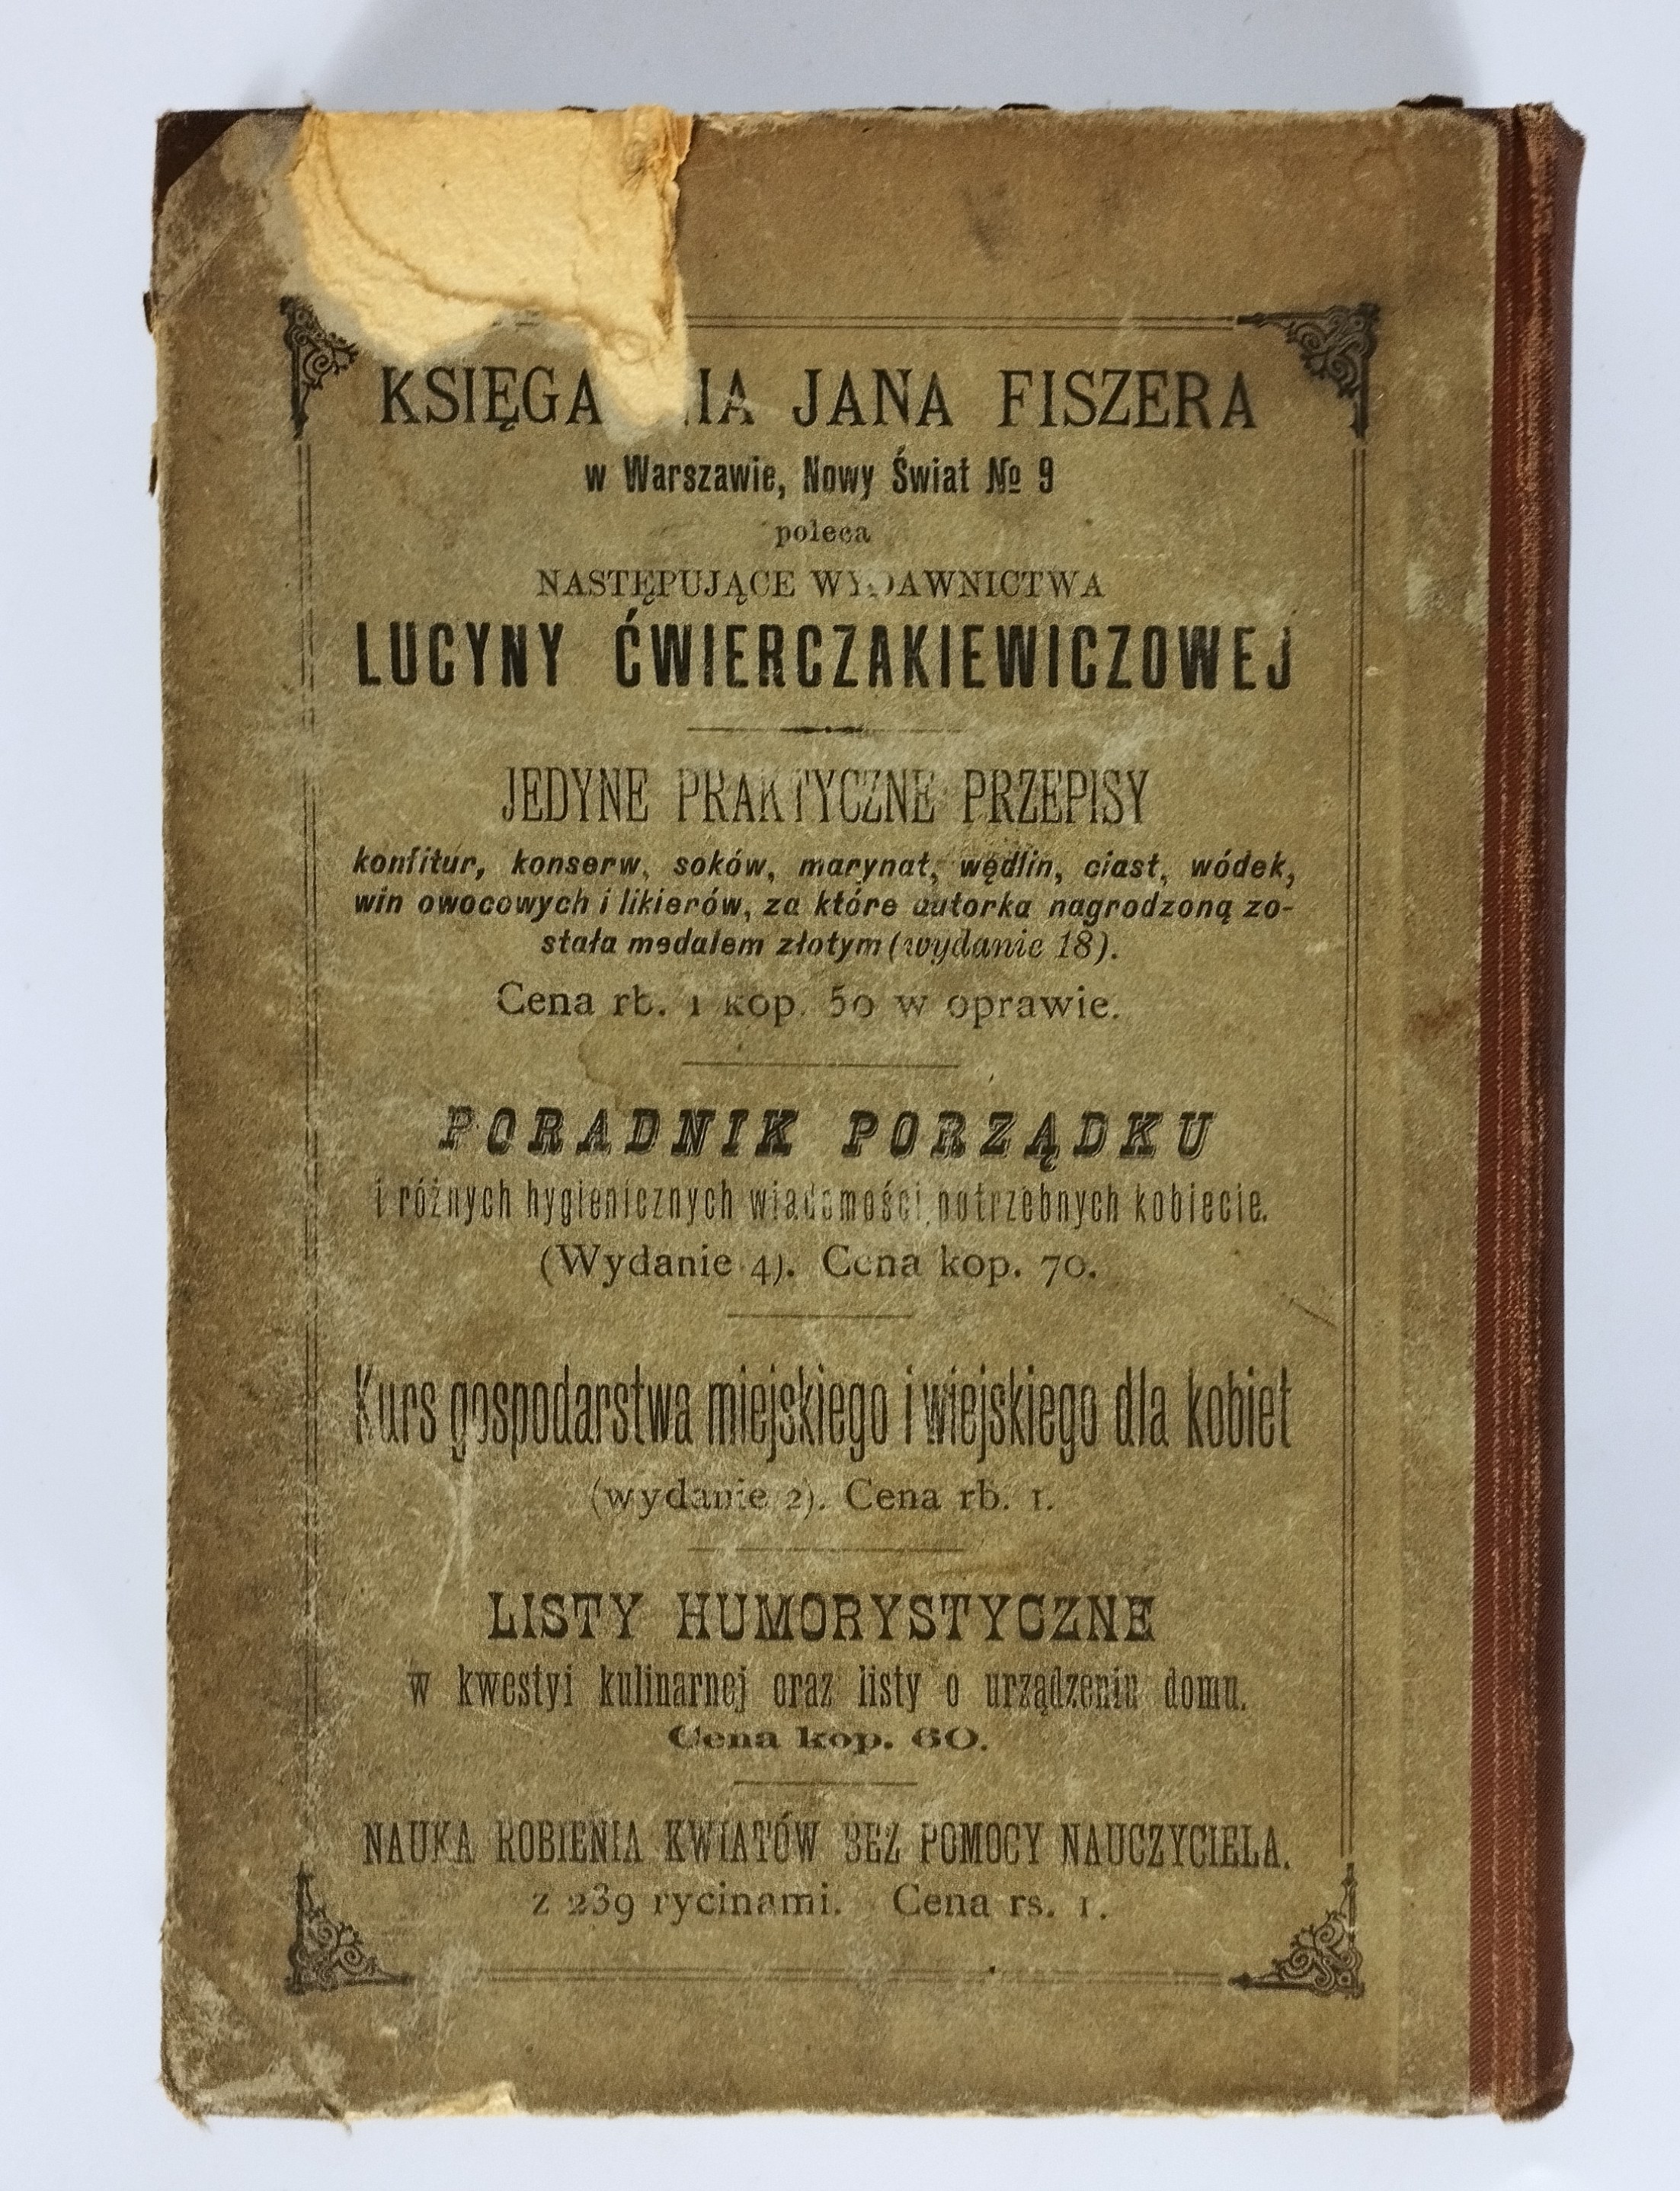 KSIĘGA NIA JANA FISZERA
w Warszawie, Nowy Świat № 9
poleca
NASTĘPUJĄCE WYDAWNICTWA
LUCYNY ĆWIERCZAKIEWICZOWEJ
JEDYNE PRAKTYCZNE PRZEPISY
konfitur, konserw, soków, marynat, wędlin, ciast, wódek,
win owocowych i likierów, za które autorka nagrodzoną zo-
stała medalem złotym (wydanie 18).
Cena rb. 1 kop. 50 w oprawie.
PORADNIK PORZĄDKU
i różnych hygienicznych wiadomości potrzebnych kobiecie.
(Wydanie 4). Cena kop. 70.
Kurs gospodarstwa miejskiego i wiejskiego dla kobiet
(wydanie 2). Cena rb. 1.
LISTY HUMORYSTYCZNE
w kwestyi kulinarnej oraz listy o urządzeniu domu.
Cena kop. 60.
NAUKA ROBIENIA KWIATÓW BEZ POMOCY NAUCZYCIELA.
z 239 rycinami. Cena rs. 1.